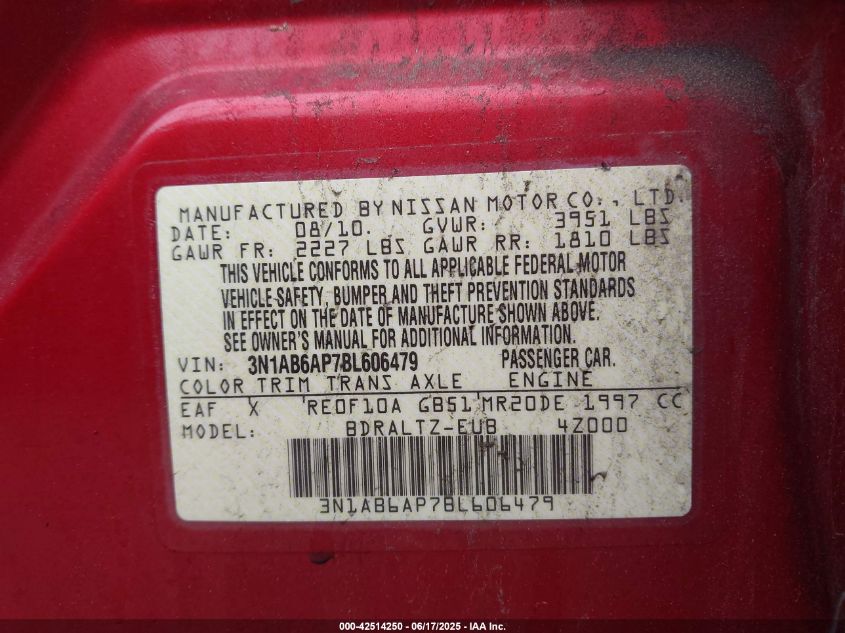 MANUFACTURED BY NISSAN MOTOR CO., LTD.
DATE: 08/10. GVWR: 3951 LBS
GAWR FR: 2227 LBS GAWR RR: 1810 LBS
THIS VEHICLE CONFORMS TO ALL APPLICABLE FEDERAL MOTOR
VEHICLE SAFETY, BUMPER AND THEFT PREVENTION STANDARDS
IN EFFECT ON THE DATE OF MANUFACTURE SHOWN ABOVE.
SEE OWNER'S MANUAL FOR ADDITIONAL INFORMATION.
VIN: 3N1AB6AP7BL606479 PASSENGER CAR.
COLOR TRIM TRANS AXLE ENGINE
EAF X RE0F10A GB51 MR20DE 1997 CC
MODEL: BDRALTZ-EUB 4Z000
3N1AB6AP7BL606479
000-42514250 - 06/17/2025 - IAA Inc.